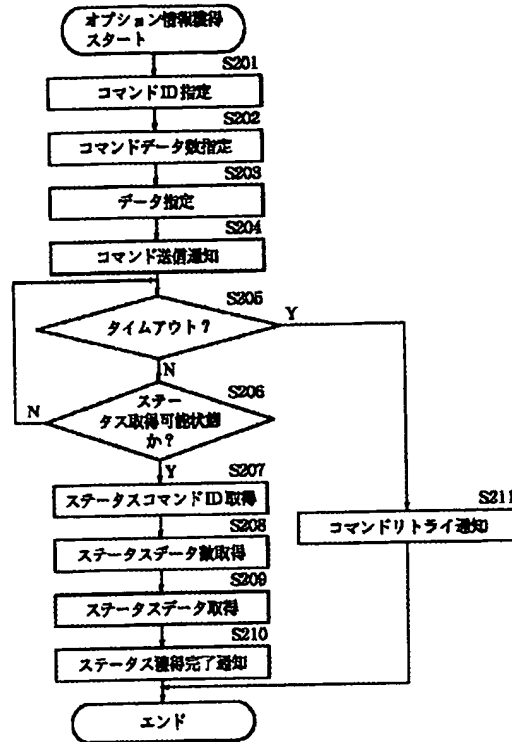 オプション情報獲得
スタート
S201
コマンドID指定
S202
コマンドデータ数指定
S203
データ指定
S204
コマンド送信通知
S205
タイムアウト？
Y
N
S206
ステー
タス取得可能状態
か？
N
Y
S207
ステータスコマンドID取得
S208
ステータスデータ数取得
S209
ステータスデータ取得
S210
ステータス獲得完了通知
S211
コマンドリトライ通知
エンド